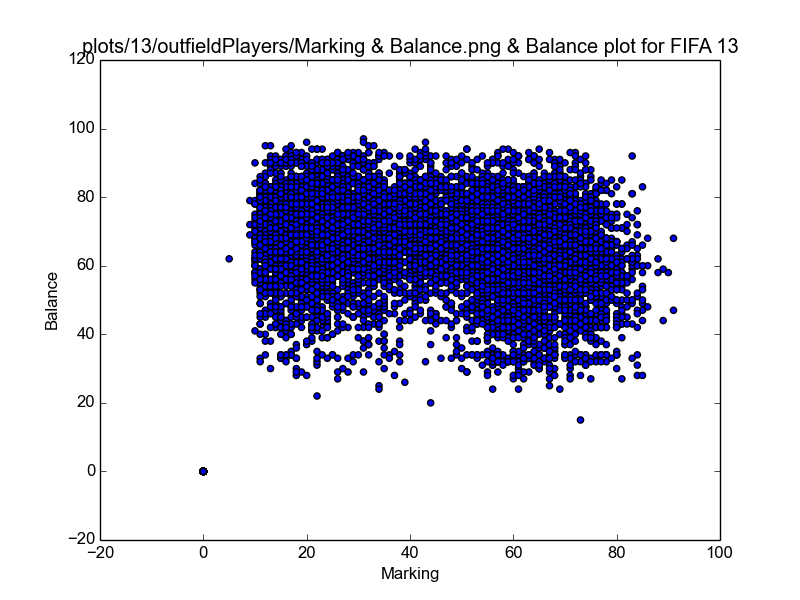 plots/13/outfieldPlayers/Marking & Balance.png & Balance plot for FIFA 13
120
100
80
60
40
20
0
−20
Balance
−20 0 20 40 60 80 100
Marking